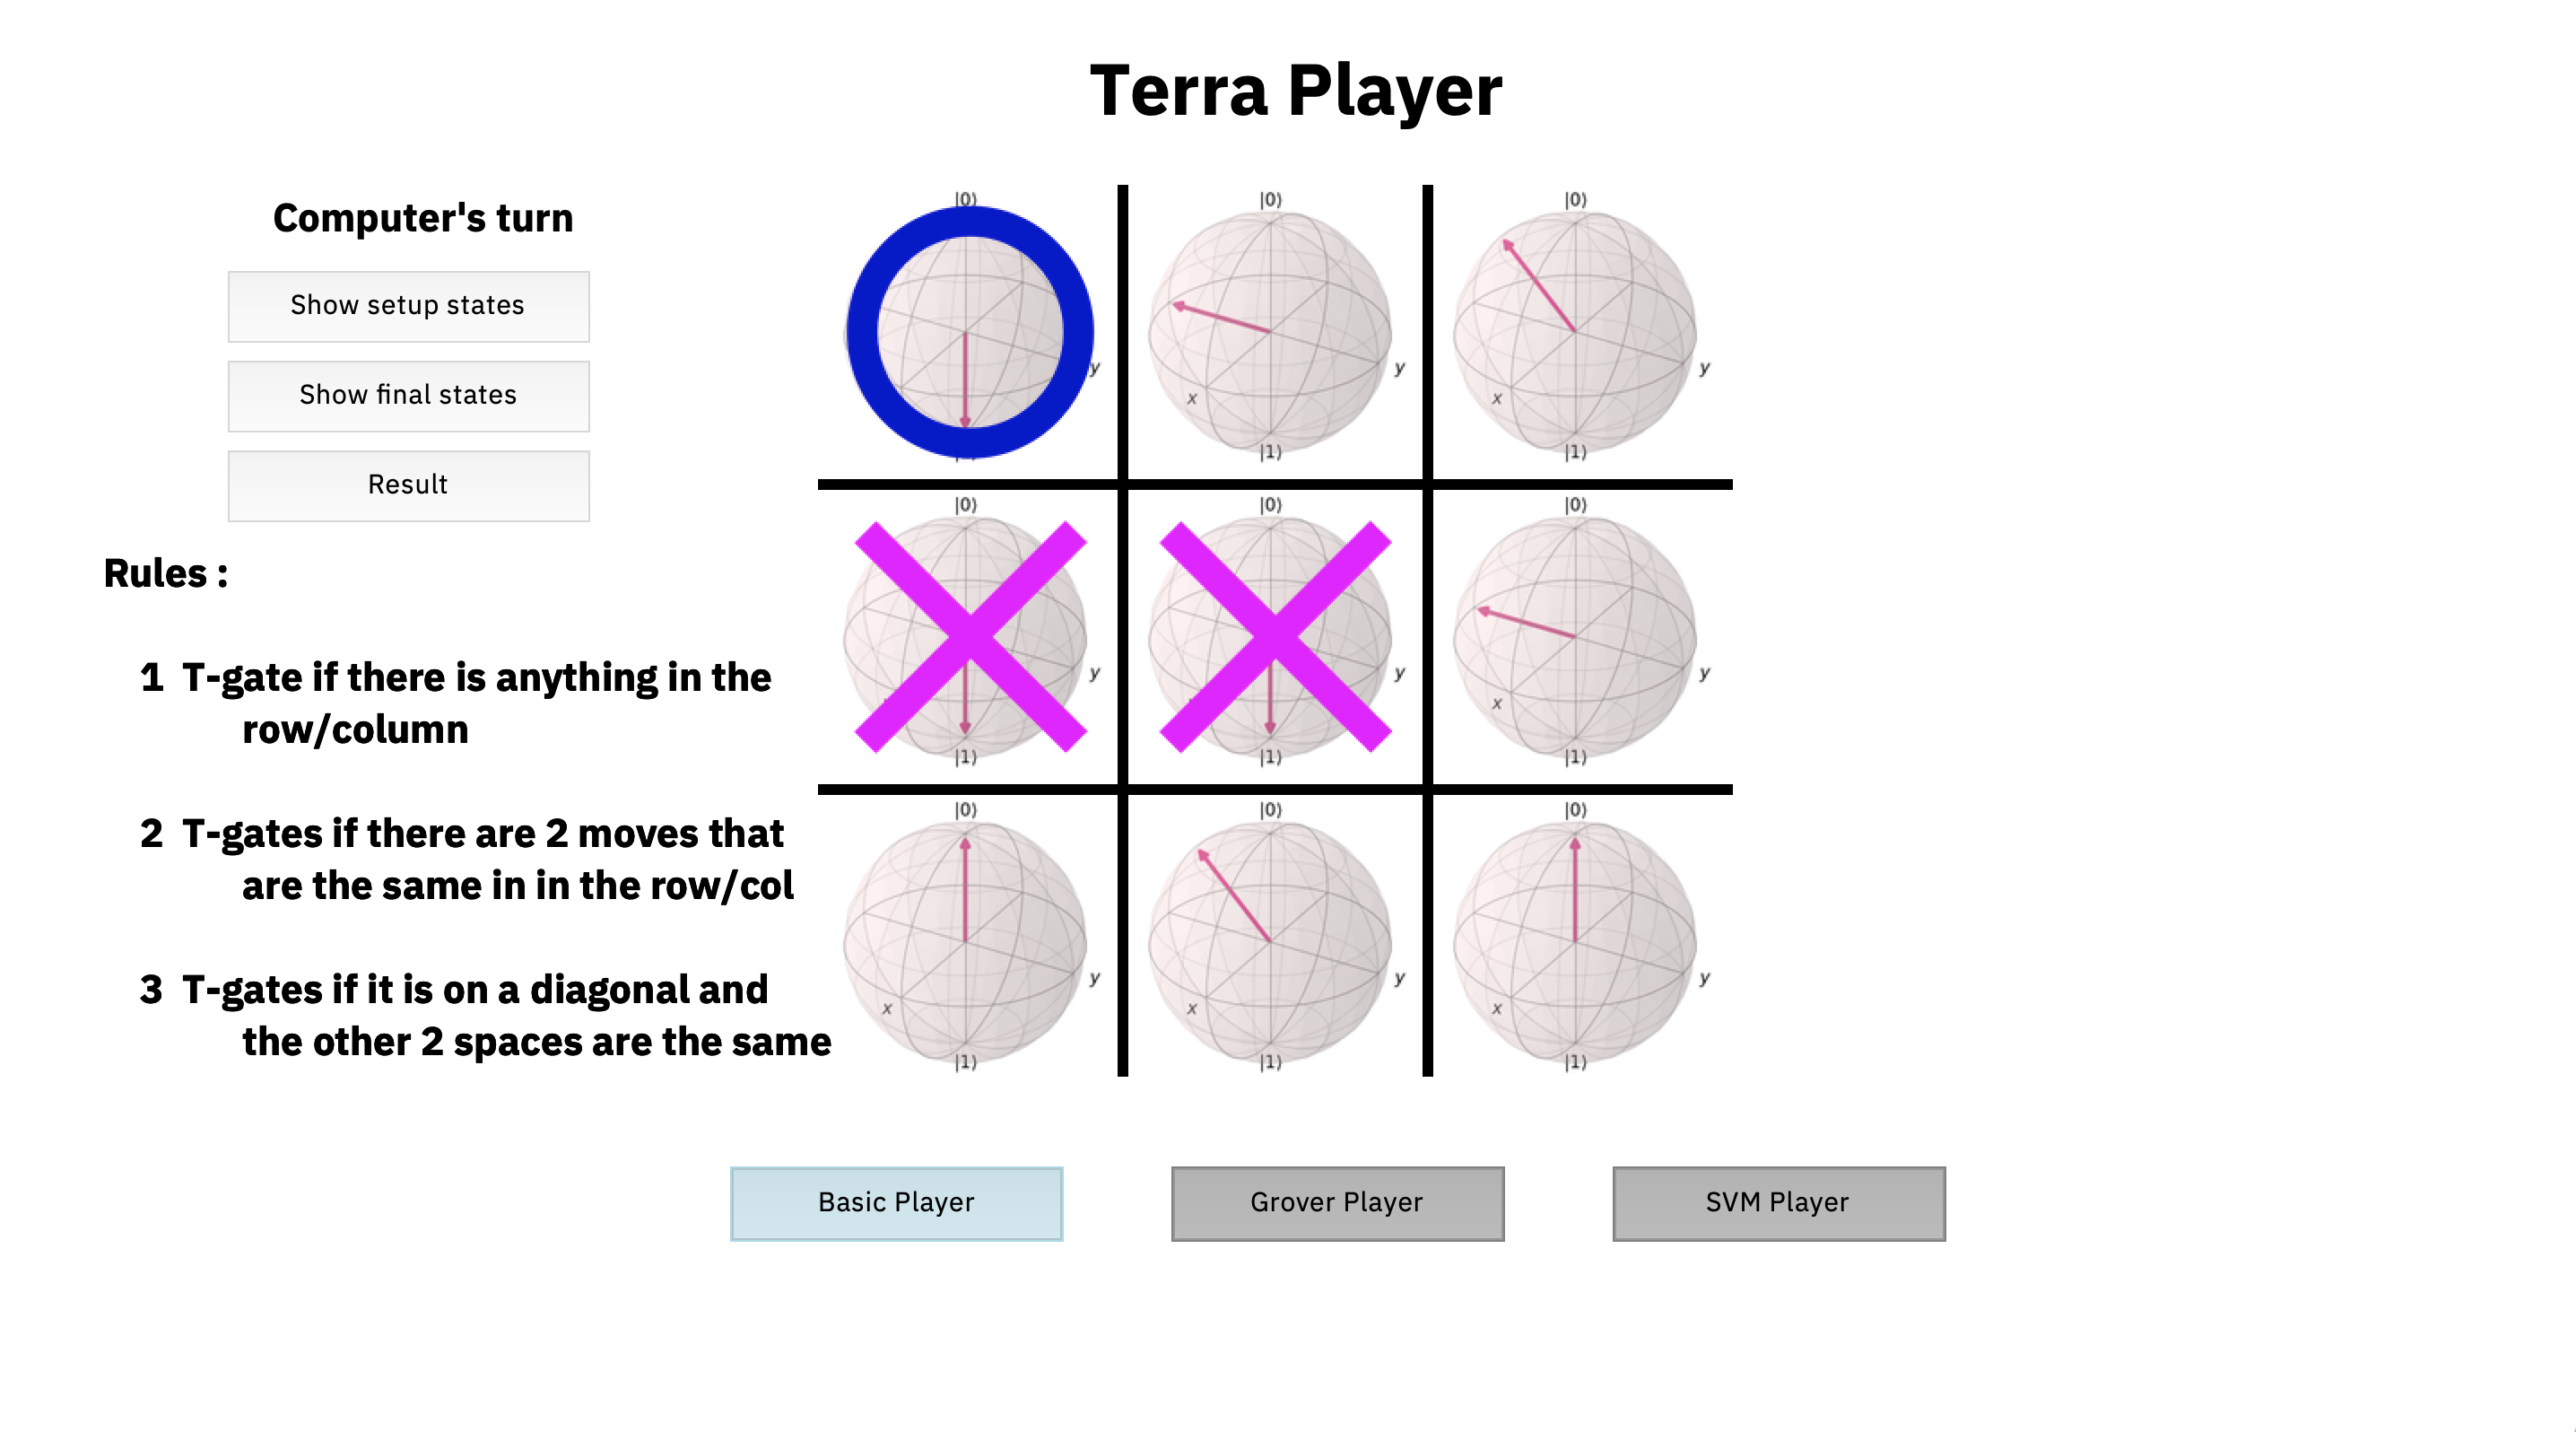 Terra Player
Computer's turn
Show setup states
Show final states
Result
Rules :
1 T-gate if there is anything in the
row/column
2 T-gates if there are 2 moves that
are the same in in the row/col
3 T-gates if it is on a diagonal and
the other 2 spaces are the same
|0⟩ |0⟩ |0⟩
y y y
x x
|1⟩ |1⟩
|0⟩ |0⟩ |0⟩
y y y
x
|1⟩ |1⟩ |1⟩
|0⟩ |0⟩ |0⟩
y y y
x x x
|1⟩ |1⟩ |1⟩
Basic Player
Grover Player
SVM Player